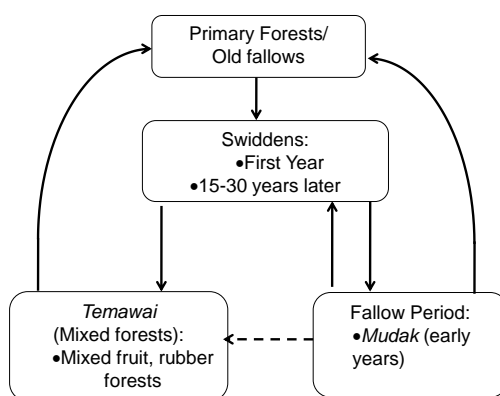 Primary Forests/
Old fallows
Swiddens:
•First Year
•15-30 years later
Temawai
(Mixed forests):
•Mixed fruit, rubber
forests
Fallow Period:
•Mudak (early
years)